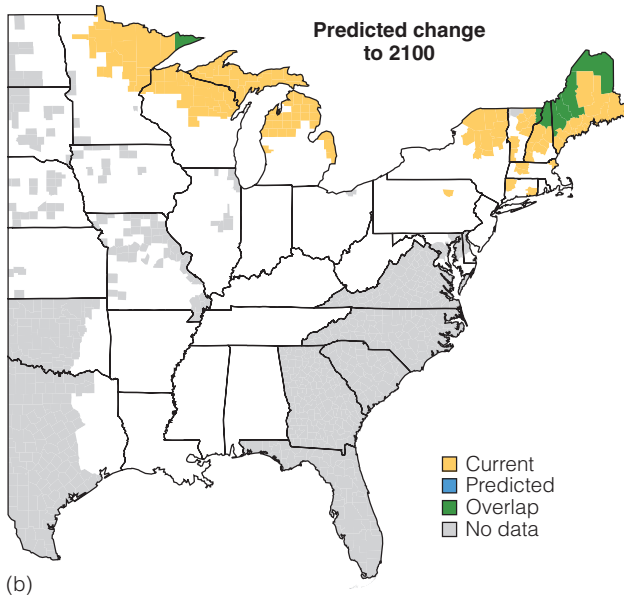 Predicted change
to 2100
Current
Predicted
Overlap
No data
(b)